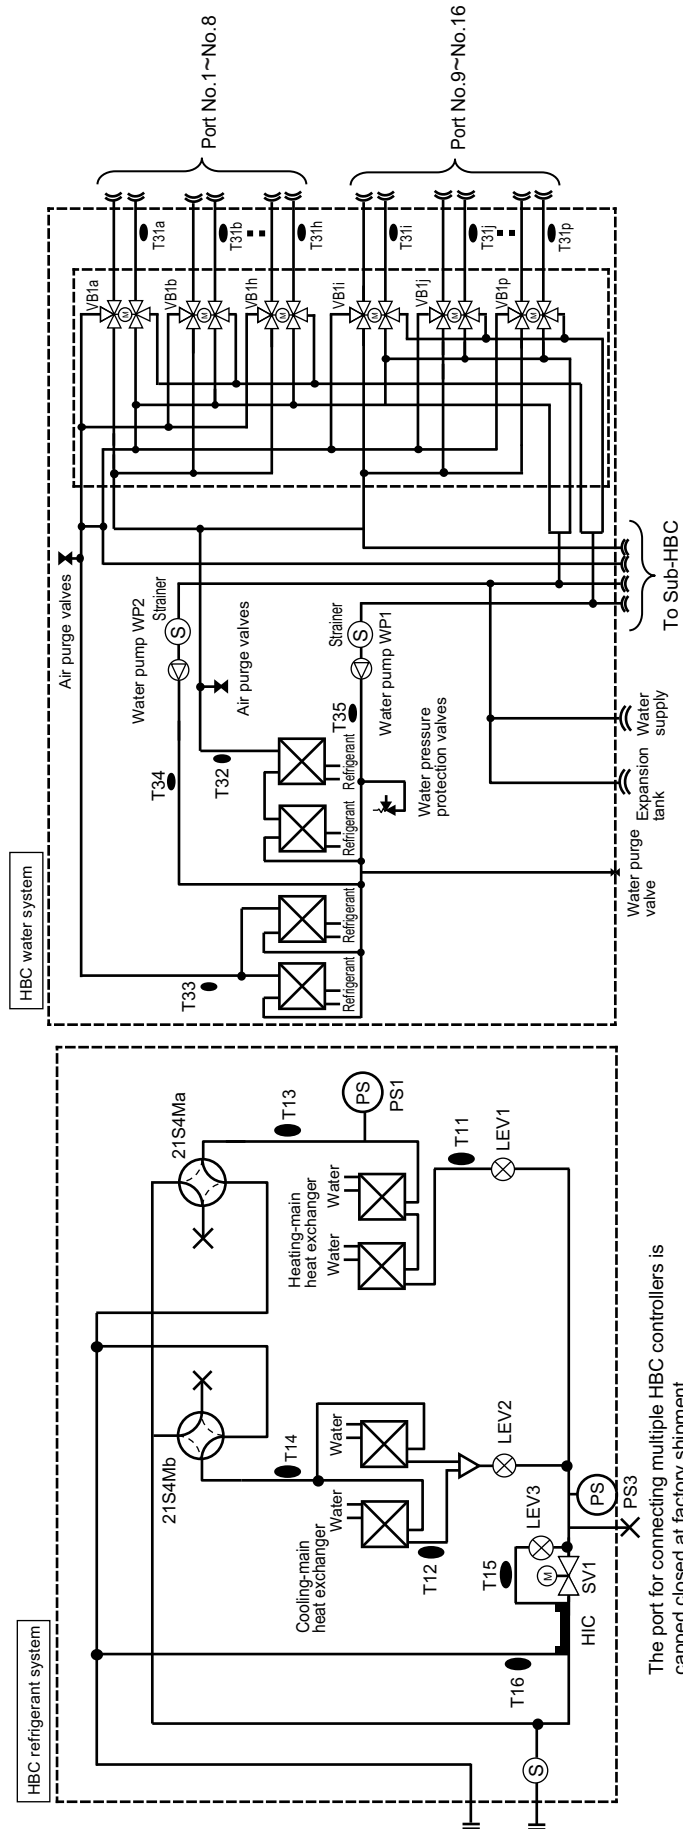 HBC refrigerant system
21S4Mb
21S4Ma
T13
PS
PS1
T14
Heating-main
heat exchanger
Water
Water
T11
LEV1
Cooling-main
heat exchanger
Water
Water
T12
LEV2
LEV3
T15
T16
M
SV1
HIC
PS
PS3
S
The port for connecting multiple HBC controllers is
capped closed at factory shipment
HBC water system
Air purge valves
Water pump WP2
Strainer
S
T34
T33
T32
Air purge valves
Refrigerant
Refrigerant
Refrigerant
Refrigerant
T35
Strainer
S
Water pump WP1
Water pressure
protection valves
Water purge
valve
Expansion
tank
Water
supply
To Sub-HBC
VB1a
M
VB1b
M
VB1h
M
VB1i
M
VB1j
M
VB1p
M
T31a
T31b
T31h
T31i
T31j
T31p
Port No.1~No.8
Port No.9~No.16